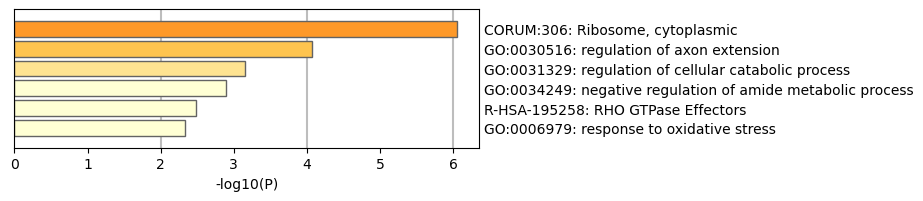 CORUM:306: Ribosome, cytoplasmic
GO:0030516: regulation of axon extension
GO:0031329: regulation of cellular catabolic process
GO:0034249: negative regulation of amide metabolic process
R-HSA-195258: RHO GTPase Effectors
GO:0006979: response to oxidative stress
0 1 2 3 4 5 6
-log10(P)